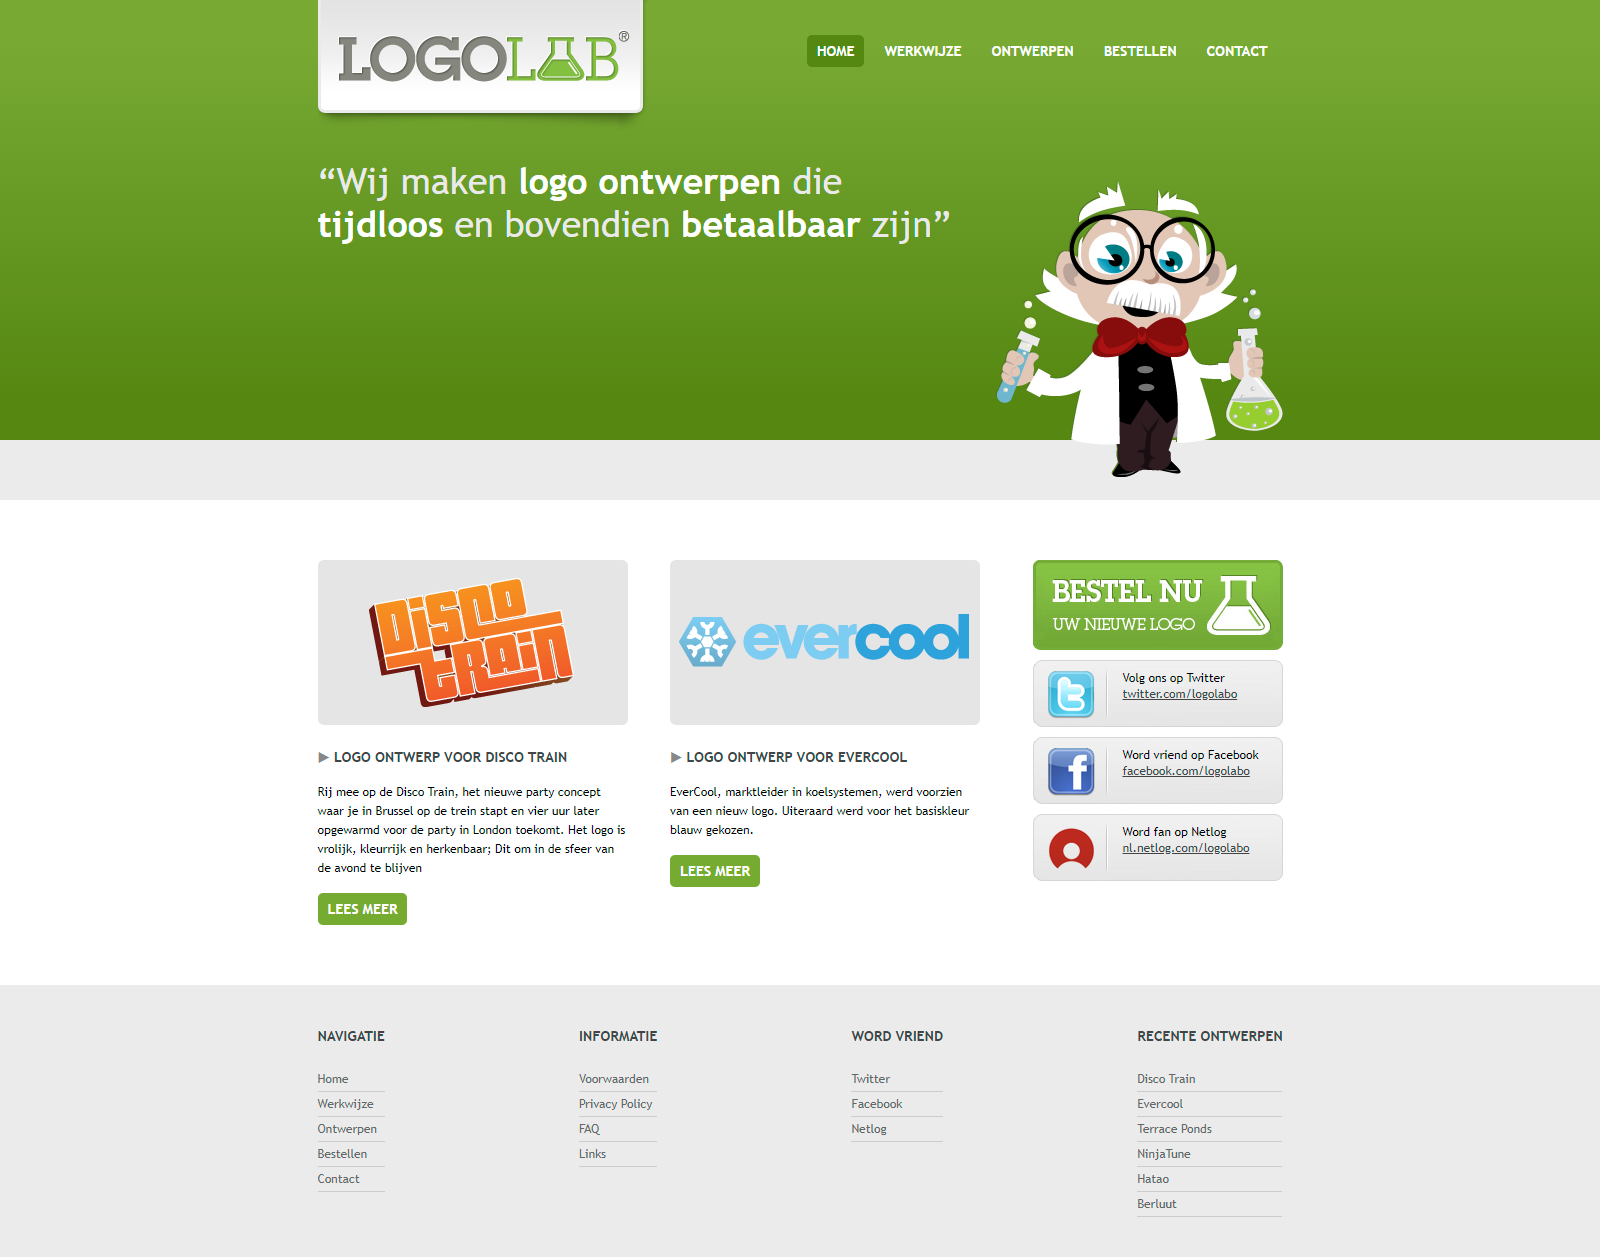 LOGOLAB®
HOME WERKWIJZE ONTWERPEN BESTELLEN CONTACT
“Wij maken logo ontwerpen die
tijdloos en bovendien betaalbaar zijn”
DISCO
TRAIN
evercool
BESTEL NU
UW NIEUWE LOGO
Volg ons op Twitter
twitter.com/logolabo
Word vriend op Facebook
facebook.com/logolabo
Word fan op Netlog
nl.netlog.com/logolabo
LOGO ONTWERP VOOR DISCO TRAIN
Rij mee op de Disco Train, het nieuwe party concept
waar je in Brussel op de trein stapt en vier uur later
opgewarmd voor de party in London toekomt. Het logo is
vrolijk, kleurrijk en herkenbaar; Dit om in de sfeer van
de avond te blijven
LEES MEER
LOGO ONTWERP VOOR EVERCOOL
EverCool, marktleider in koelsystemen, werd voorzien
van een nieuw logo. Uiteraard werd voor het basiskleur
blauw gekozen.
LEES MEER
NAVIGATIE
Home
Werkwijze
Ontwerpen
Bestellen
Contact
INFORMATIE
Voorwaarden
Privacy Policy
FAQ
Links
WORD VRIEND
Twitter
Facebook
Netlog
RECENTE ONTWERPEN
Disco Train
Evercool
Terrace Ponds
NinjaTune
Hatao
Berluut